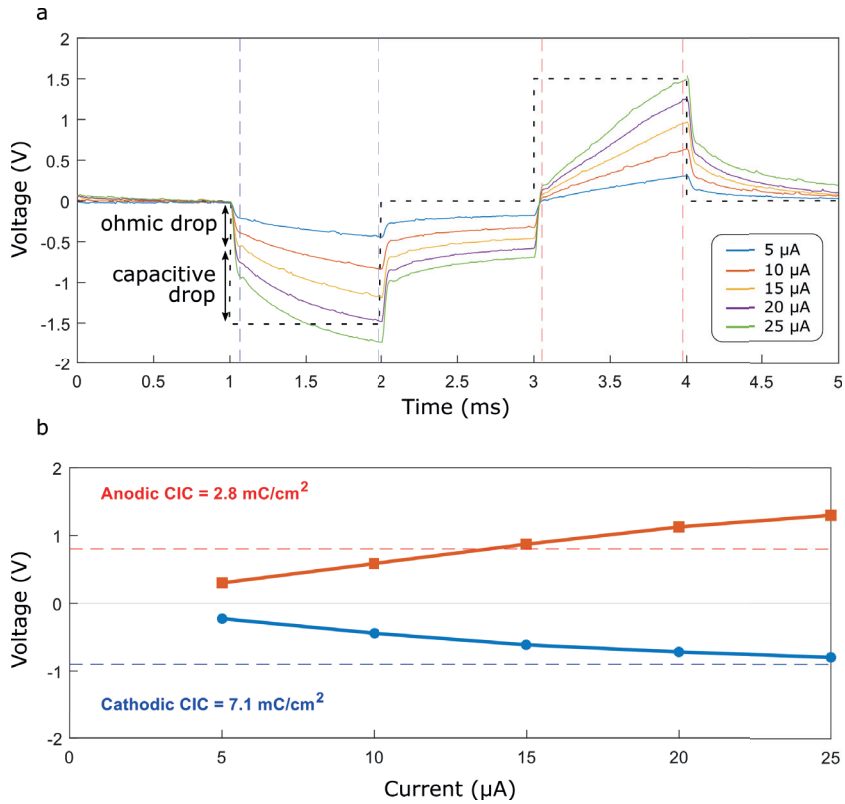 a
2
1.5
1
0.5
0
-0.5
-1
-1.5
-2
Voltage (V)
ohmic drop
capacitive
drop
5 µA
10 µA
15 µA
20 µA
25 µA
0 0.5 1 1.5 2 2.5 3 3.5 4 4.5 5
Time (ms)
b
2
1
0
-1
-2
Voltage (V)
Anodic CIC = 2.8 mC/cm²
Cathodic CIC = 7.1 mC/cm²
0 5 10 15 20 25
Current (µA)